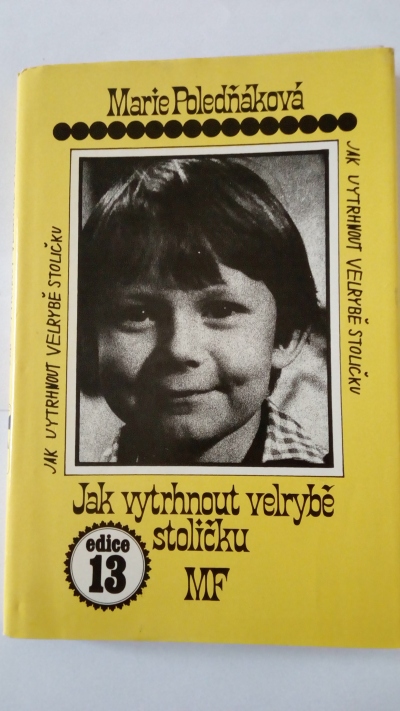 Marie Poledňáková
JAK VYTRHNOUT VELRYBĚ STOLIČKU
JAK VYTRHNOUT VELRYBĚ STOLIČKU
Jak vytrhnout velrybě
stoličku
edice
13
MF